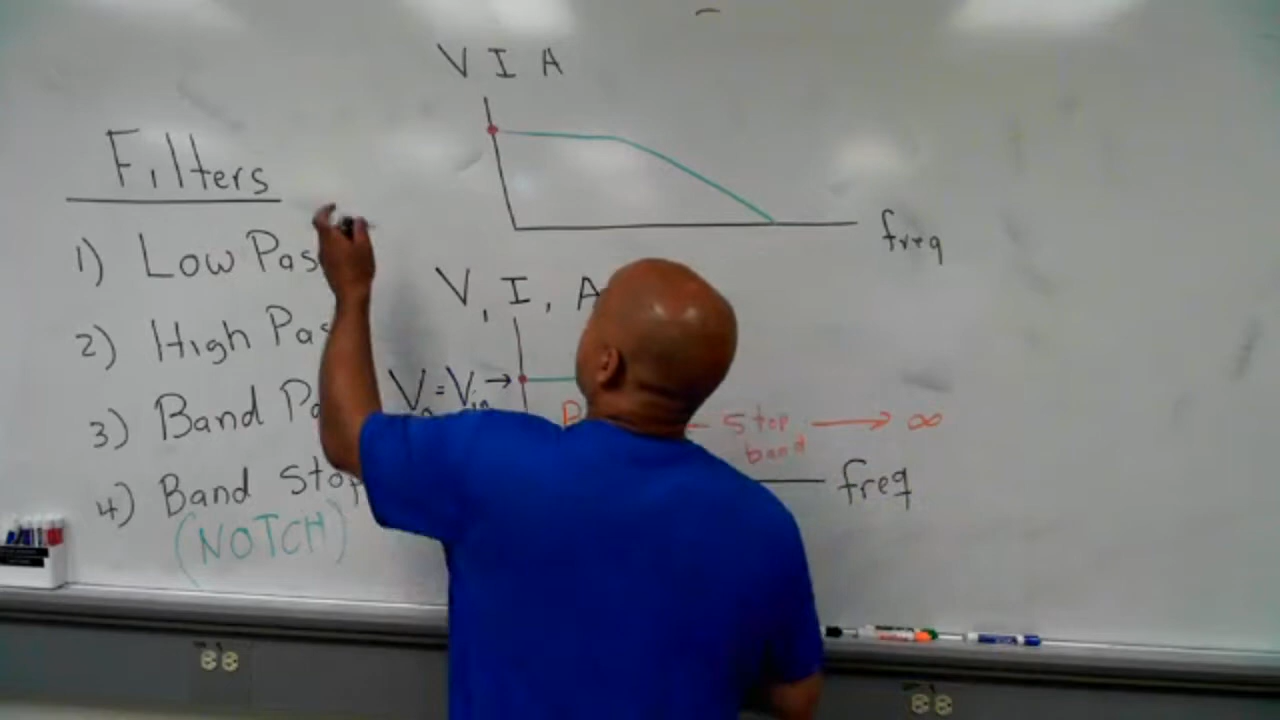 Filters
1) Low Pas
2) High Pas
3) Band Pa
4) Band Stop
(NOTCH)
V I A
freq
V, I, A
Vo = Vin →
Stop band → ∞
freq